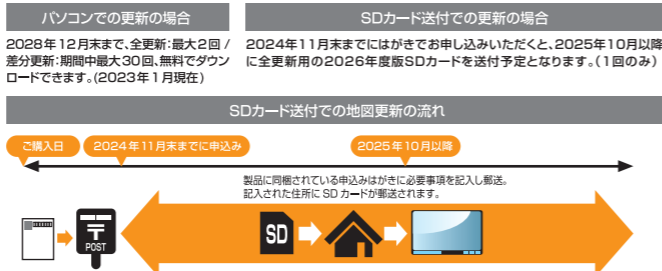 パソコンでの更新の場合
2028年12月末まで、全更新:最大2回 /
差分更新:期間中最大30回、無料でダウン
ロードできます。(2023年1月現在)
SDカード送付での更新の場合
2024年11月末までにはがきでお申し込みいただくと、2025年10月以降
に全更新用の2026年度版SDカードを送付予定となります。(1回のみ)
SDカード送付での地図更新の流れ
ご購入日
2024年11月末までに申込み
2025年10月以降
製品に同梱されている申込みはがきに必要事項を記入し郵送。
記入された住所に SD カードが郵送されます。
〒
POST
SD